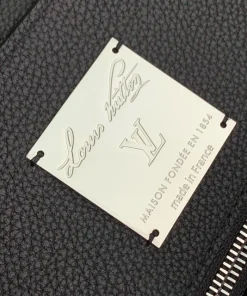 Louis Vuitton
LV
MAISON FONDÉE EN 1854
made in France